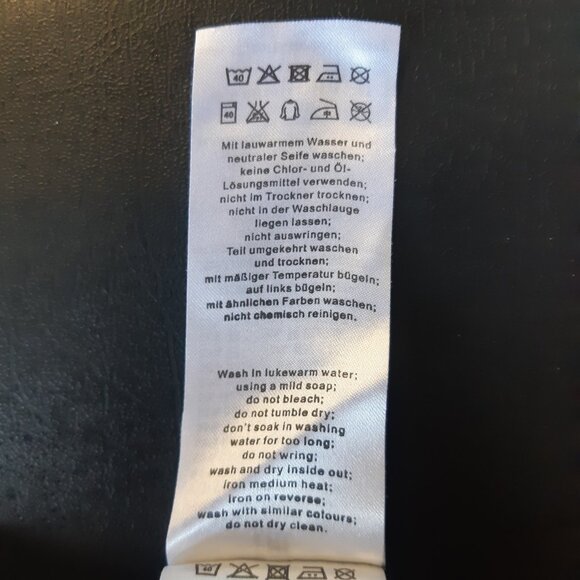 40
40
Mit lauwarmem Wasser und
neutraler Seife waschen;
keine Chlor- und Öl-
Lösungsmittel verwenden;
nicht im Trockner trocknen;
nicht in der Waschlauge
liegen lassen;
nicht auswringen;
Teil umgekehrt waschen
und trocknen;
mit mäßiger Temperatur bügeln;
auf links bügeln;
mit ähnlichen Farben waschen;
nicht chemisch reinigen.
Wash in lukewarm water;
using a mild soap;
do not bleach;
do not tumble dry;
don't soak in washing
water for too long;
do not wring;
wash and dry inside out;
iron medium heat;
iron on reverse;
wash with similar colours;
do not dry clean.
40